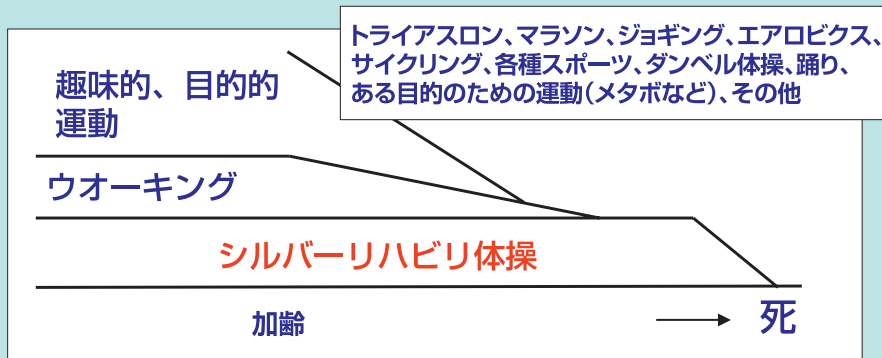 トライアスロン、マラソン、ジョギング、エアロビクス、
サイクリング、各種スポーツ、ダンベル体操、踊り、
ある目的のための運動（メタボなど）、その他
趣味的、目的的
運動
ウオーキング
シルバーリハビリ体操
加齢
死